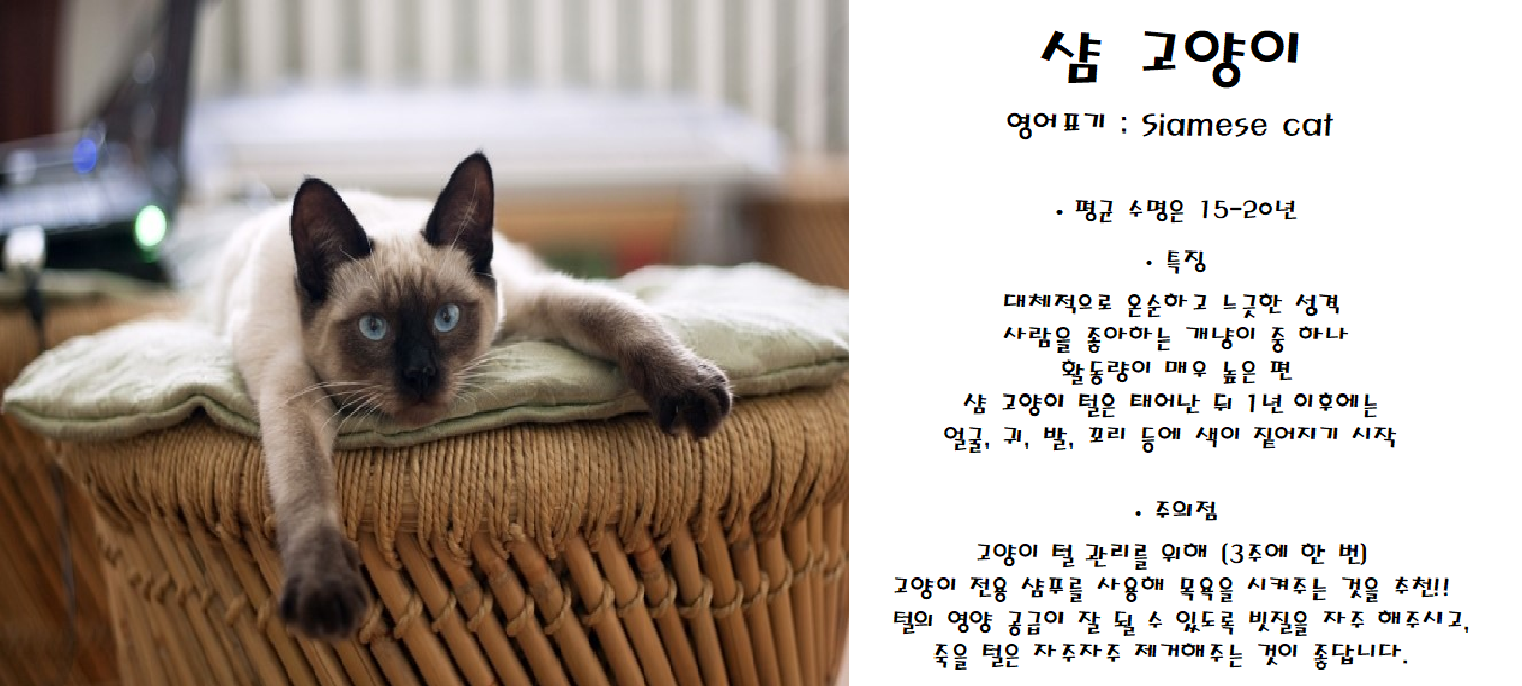 샴 고양이
영어표기 : Siamese cat
• 평균 수명은 15-20년
• 특징
대체적으로 온순하고 느긋한 성격
사람을 좋아하는 개냥이 중 하나
활동량이 매우 높은 편
샴 고양이 털은 태어난 뒤 1년 이후에는
얼굴, 귀, 발, 꼬리 등에 색이 짙어지기 시작
• 주의점
고양이 털 관리를 위해 (3주에 한 번)
고양이 전용 샴푸를 사용해 목욕을 시켜주는 것을 추천!!
털의 영양 공급이 잘 될 수 있도록 빗질을 자주 해주시고,
죽을 털은 자주자주 제거해주는 것이 좋답니다.